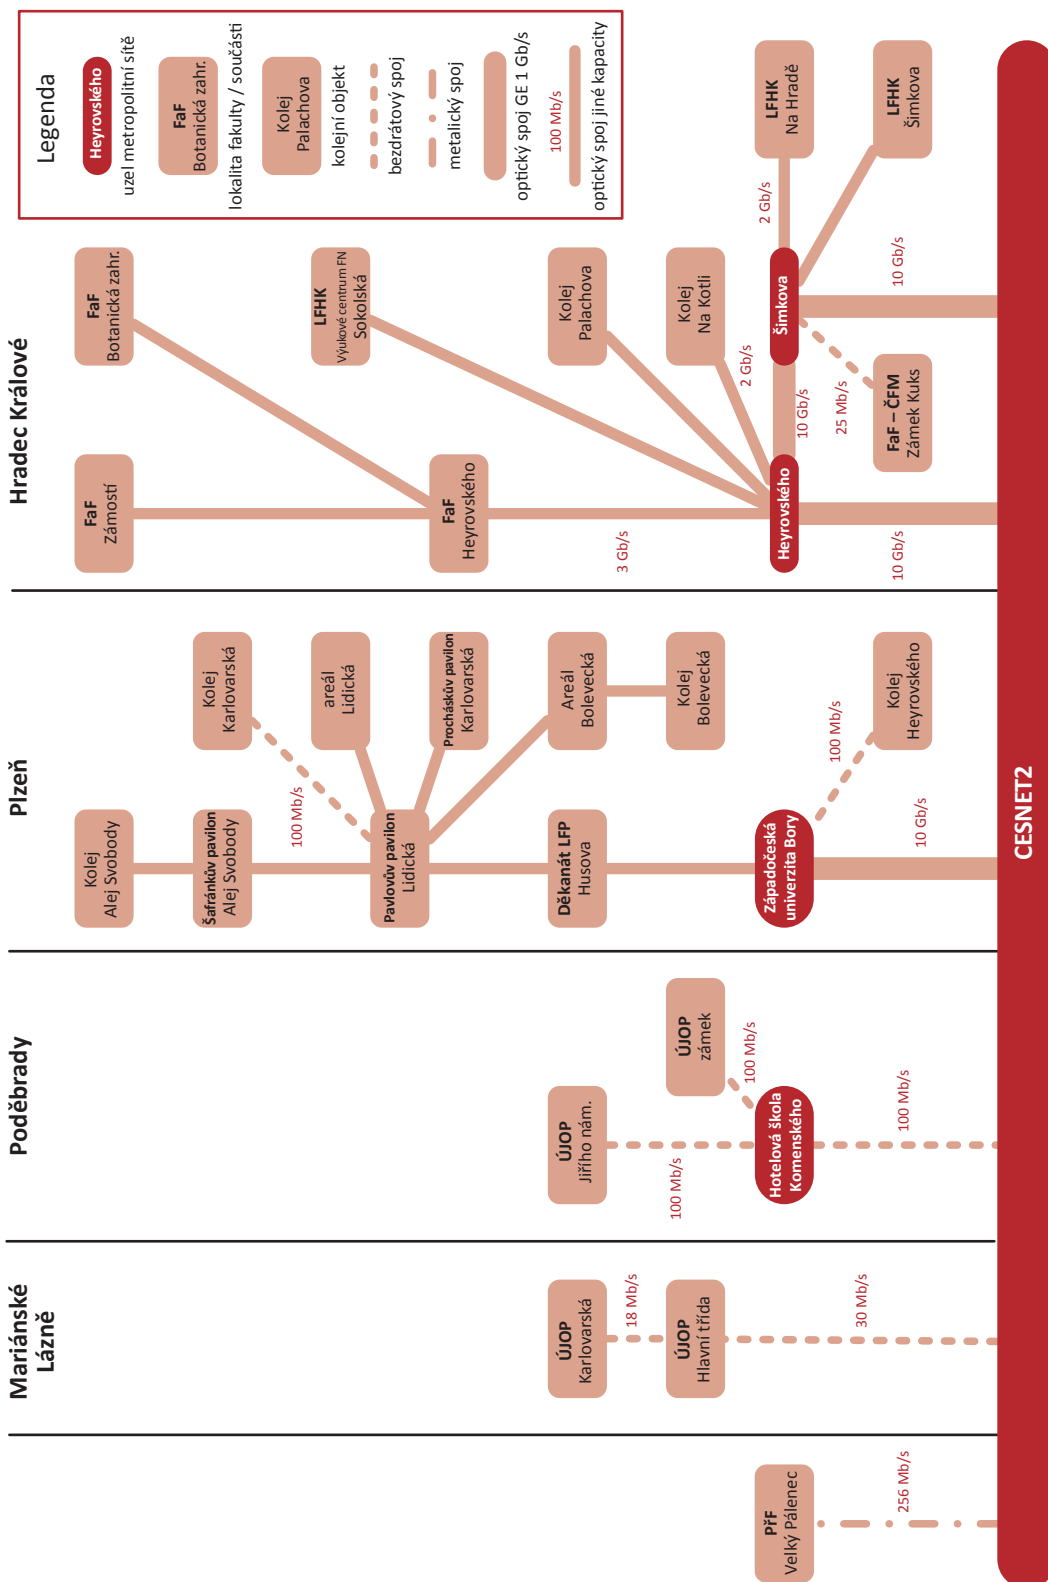 Mariánské
Lázně
Poděbrady
Plzeň
Hradec Králové
Legenda
Heyrovského
uzel metropolitní sítě
FaF
Botanická zahr.
lokalita fakulty / součásti
Kolej
Palachova
kolejní objekt
bezdrátový spoj
metalický spoj
optický spoj GE 1 Gb/s
100 Mb/s
optický spoj jiné kapacity
PřF
Velký Pálenec
256 Mb/s
ÚJOP
Karlovarská
18 Mb/s
ÚJOP
Hlavní třída
30 Mb/s
ÚJOP
Jiřího nám.
100 Mb/s
ÚJOP
zámek
100 Mb/s
Hotelová škola
Komenského
100 Mb/s
Kolej
Alej Svobody
Šafránkův pavilon
Alej Svobody
Kolej
Karlovarská
100 Mb/s
areál
Lidická
Pavlovův pavilon
Lidická
Procháskův pavilon
Karlovarská
Děkanát LFP
Husova
Areál
Bolevecká
Kolej
Bolevecká
Západočeská
univerzita Bory
100 Mb/s
Kolej
Heyrovského
10 Gb/s
FaF
Zámostí
FaF
Botanická zahr.
LFHK
Výukové centrum FN
Sokolská
FaF
Heyrovského
Kolej
Palachova
3 Gb/s
Kolej
Na Kotli
2 Gb/s
Heyrovského
10 Gb/s
Šimkova
2 Gb/s
LFHK
Na Hradě
25 Mb/s
FaF – ČFM
Zámek Kuks
LFHK
Šimkova
10 Gb/s
10 Gb/s
CESNET2